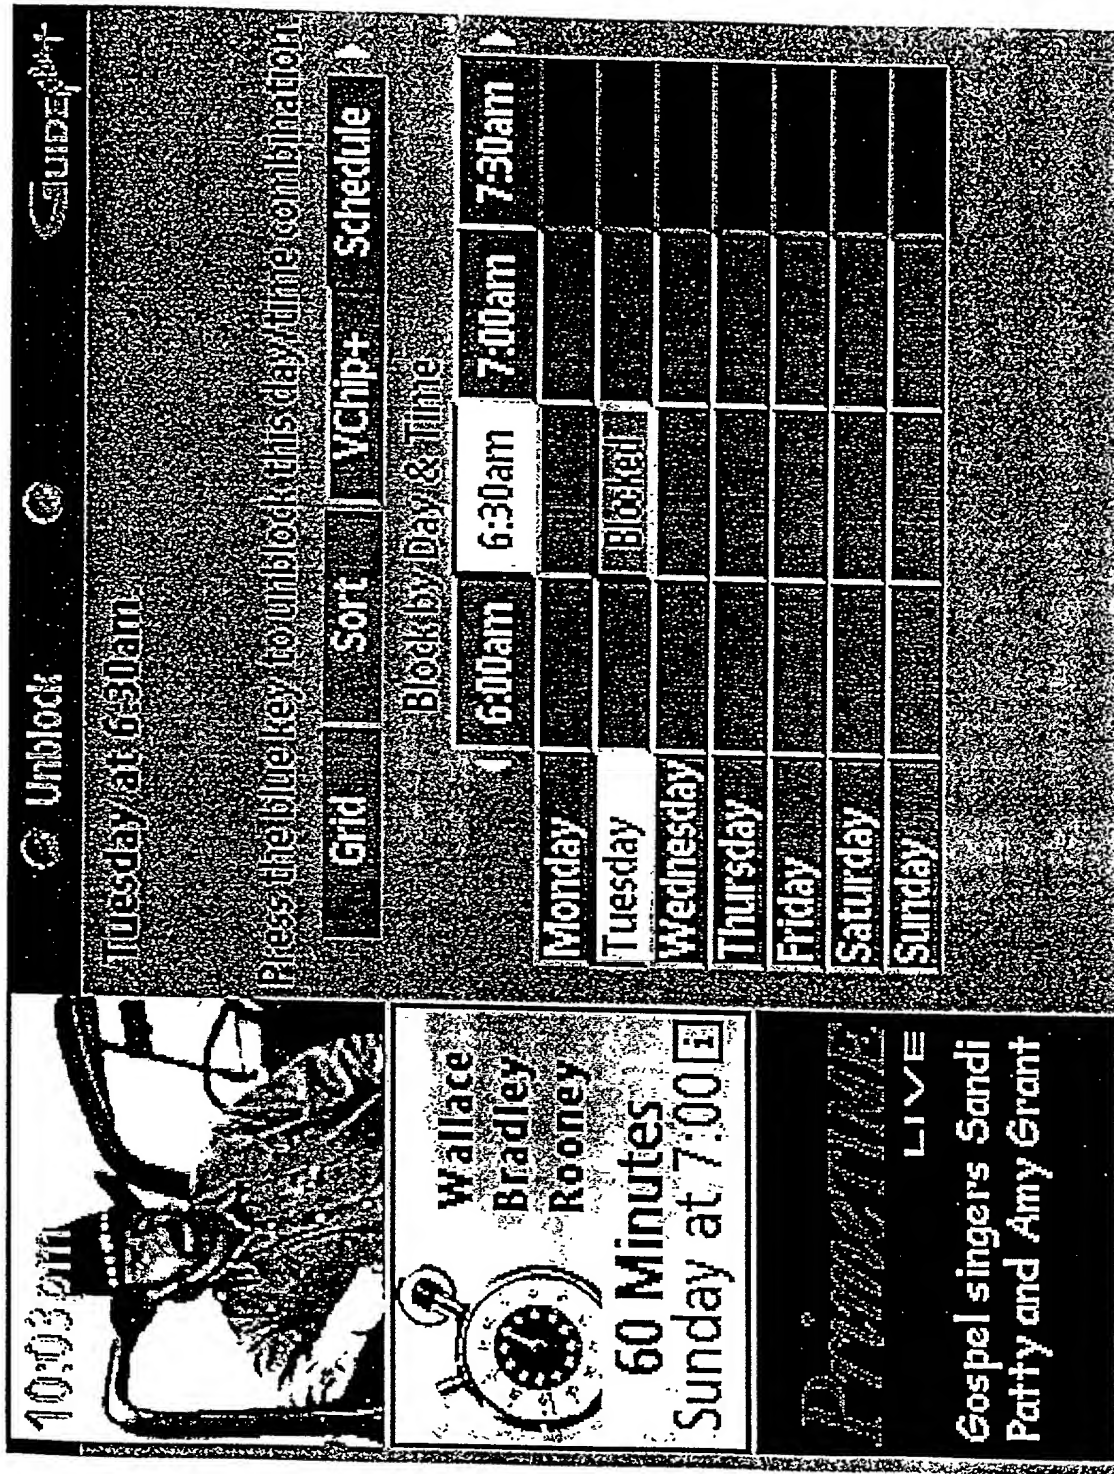 10:03pm
Unblock
GUIDE Plus+
Tuesday at 6:30am
Press the blue key to unblock this day/time combination
Grid Sort VChip+ Schedule
Block by Day & Time
6:00am 6:30am 7:00am 7:30am
Monday
Tuesday Blocked
Wednesday
Thursday
Friday
Saturday
Sunday
Wallace
Bradley
Rooney
60 Minutes
Sunday at 7:00 i
PrimeTime
LIVE
Gospel singers Sandi
Patty and Amy Grant